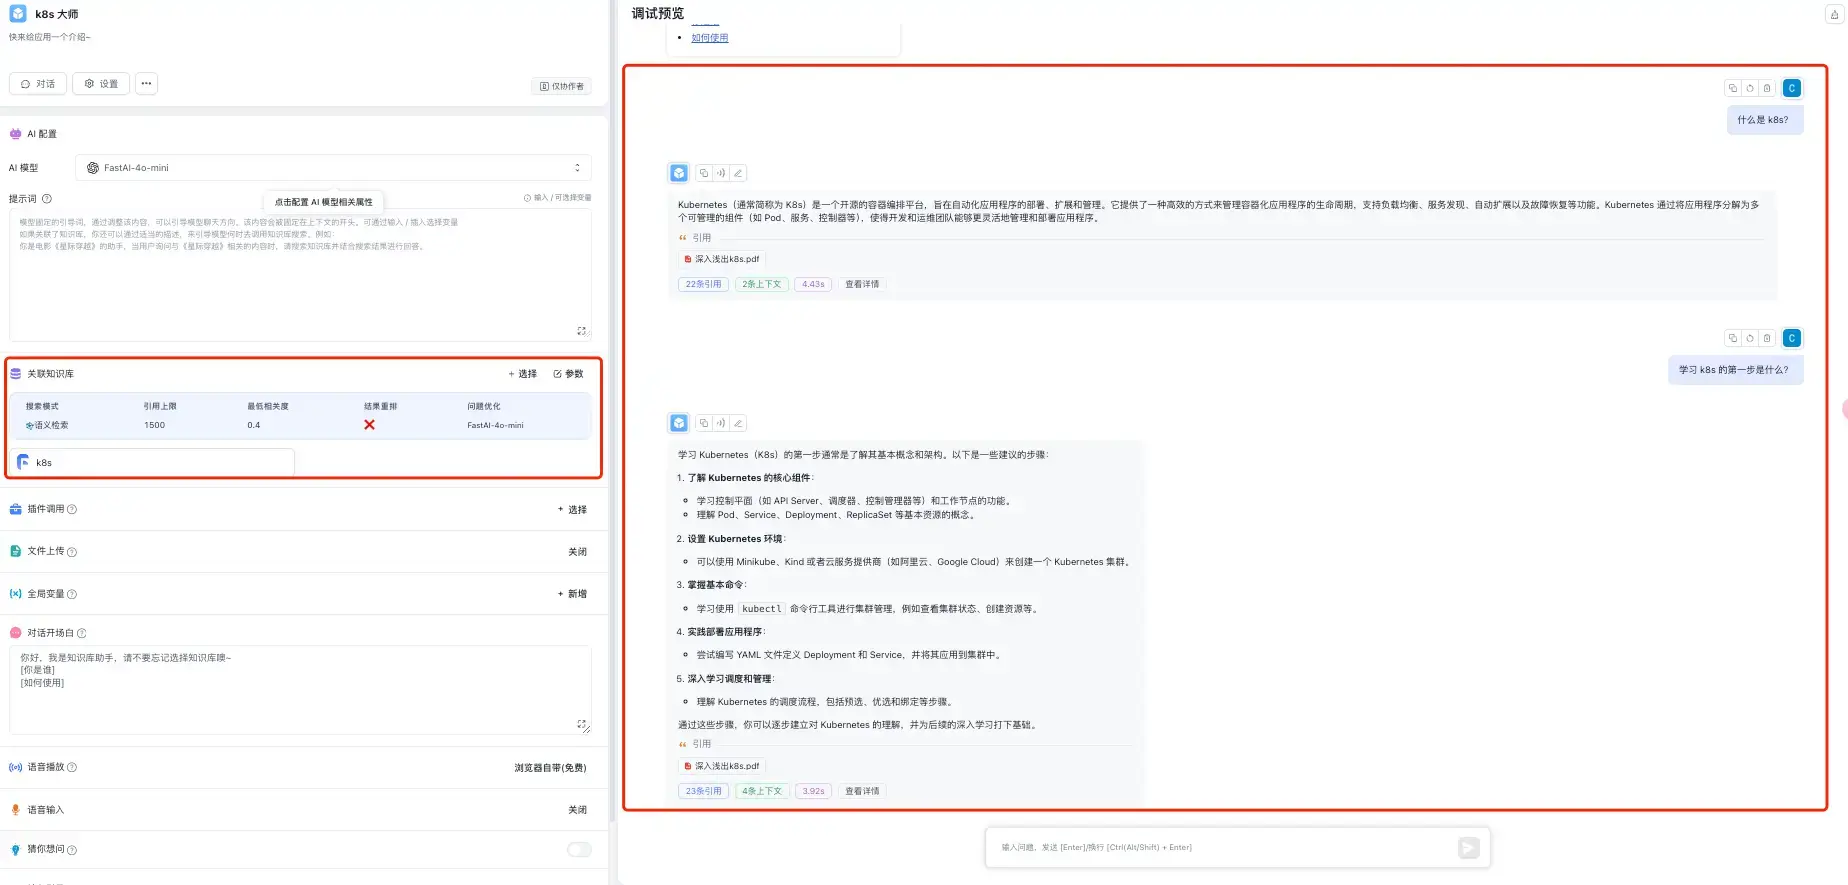 k8s 大师
快来给应用一个介绍~
对话
设置
仅协作者
AI 配置
AI 模型
FastAI-4o-mini
点击配置 AI 模型相关属性
提示词
输入 / 可选择变量
模型固定的引导词，通过调整该内容，可以引导模型聊天方向。该内容会被固定在上下文的开头。可通过输入 / 插入选择变量
如果关联了知识库，你还可以通过适当的描述，来引导模型何时去调用知识库搜索。例如：
你是电影《星际穿越》的助手，当用户询问与《星际穿越》相关的内容时，请搜索知识库并结合搜索结果进行回答。
关联知识库
+ 选择
参数
搜索模式
引用上限
最低相关度
结果重排
问题优化
语义检索
1500
0.4
FastAI-4o-mini
k8s
插件调用
+ 选择
文件上传
关闭
全局变量
+ 新增
对话开场白
你好，我是知识库助手，请不要忘记选择知识库噢~
[你是谁]
[如何使用]
语音播放
浏览器自带(免费)
语音输入
关闭
猜你想问
调试预览
如何使用
C
什么是 k8s?
Kubernetes（通常简称为 K8s）是一个开源的容器编排平台，旨在自动化应用程序的部署、扩展和管理。它提供了一种高效的方式来管理容器化应用程序的生命周期，支持负载均衡、服务发现、自动扩展以及故障恢复等功能。Kubernetes 通过将应用程序分解为多
个可管理的组件（如 Pod、服务、控制器等），使得开发和运维团队能够更灵活地管理和部署应用程序。
引用
深入浅出k8s.pdf
22条引用
2条上下文
4.43s
查看详情
C
学习 k8s 的第一步是什么?
学习 Kubernetes（K8s）的第一步通常是了解其基本概念和架构。以下是一些建议的步骤：
1. 了解 Kubernetes 的核心组件：
学习控制平面（如 API Server、调度器、控制管理器等）和工作节点的功能。
理解 Pod、Service、Deployment、ReplicaSet 等基本资源的概念。
2. 设置 Kubernetes 环境：
可以使用 Minikube、Kind 或者云服务提供商（如阿里云、Google Cloud）来创建一个 Kubernetes 集群。
3. 掌握基本命令：
学习使用 kubectl 命令行工具进行集群管理，例如查看集群状态、创建资源等。
4. 实践部署应用程序：
尝试编写 YAML 文件定义 Deployment 和 Service，并将其应用到集群中。
5. 深入学习调度和管理：
理解 Kubernetes 的调度流程，包括预选、优选和绑定等步骤。
通过这些步骤，你可以逐步建立对 Kubernetes 的理解，并为后续的深入学习打下基础。
引用
深入浅出k8s.pdf
23条引用
4条上下文
3.92s
查看详情
输入问题，发送 [Enter]/换行 [Ctrl(Alt/Shift) + Enter]